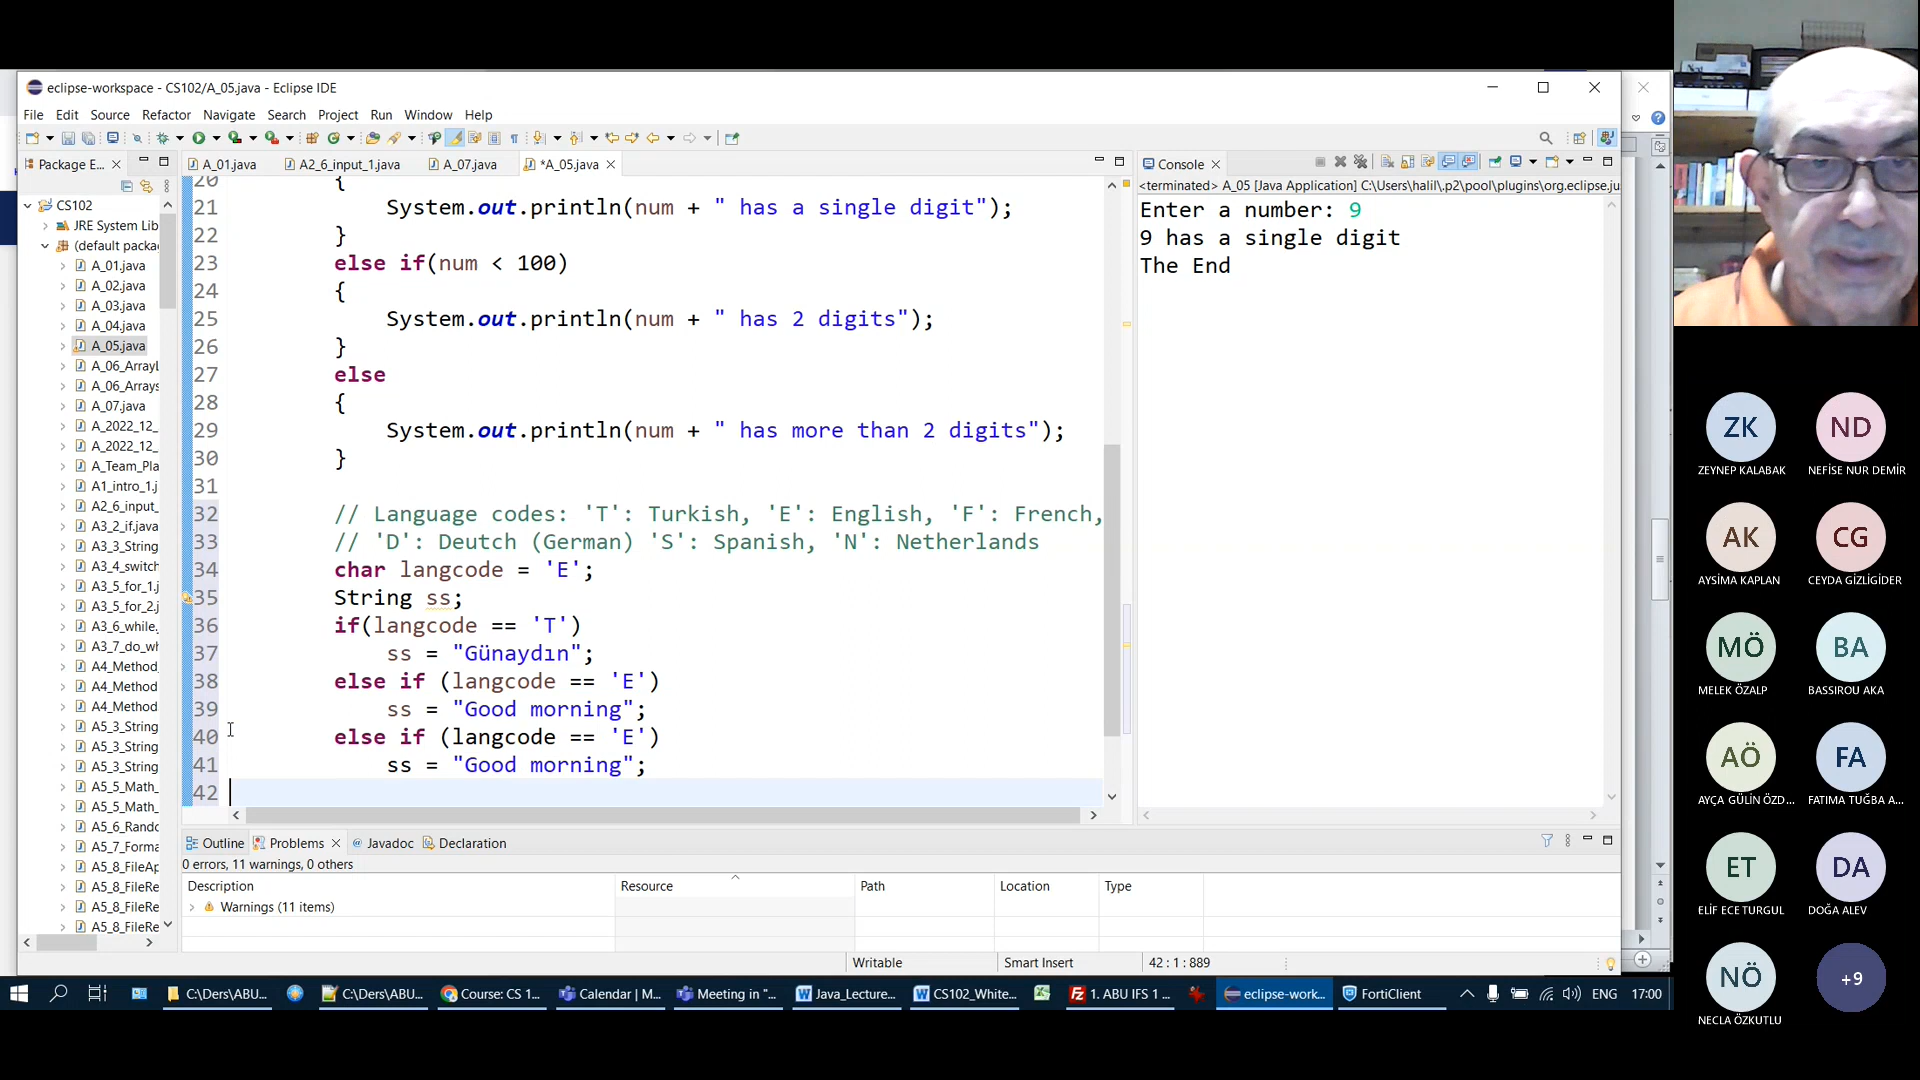 eclipse-workspace - CS102/A_05.java - Eclipse IDE
File Edit Source Refactor Navigate Search Project Run Window Help
Package E... A_01.java A2_6_input_1.java A_07.java *A_05.java Console
<terminated> A_05 [Java Application] C:\Users\halil\.p2\pool\plugins\org.eclipse.ju
CS102
JRE System Lib
(default packa
A_01.java
A_02.java
A_03.java
A_04.java
A_05.java
A_06_ArrayL
A_06_Arrays
A_07.java
A_2022_12_
A_2022_12_
A_Team_Pla
A1_intro_1.j
A2_6_input_
A3_2_if.java
A3_3_String
A3_4_switch
A3_5_for_1.j
A3_5_for_2.j
A3_6_while.
A3_7_do_wh
A4_Method
A4_Method
A4_Method
A5_3_String
A5_3_String
A5_3_String
A5_5_Math_
A5_5_Math_
A5_6_Rando
A5_7_Forma
A5_8_FileAp
A5_8_FileRe
A5_8_FileRe
A5_8_FileRe
20 {
21 System.out.println(num + " has a single digit");
22 }
23 else if(num < 100)
24 {
25 System.out.println(num + " has 2 digits");
26 }
27 else
28 {
29 System.out.println(num + " has more than 2 digits");
30 }
31
32 // Language codes: 'T': Turkish, 'E': English, 'F': French,
33 // 'D': Deutch (German) 'S': Spanish, 'N': Netherlands
34 char langcode = 'E';
35 String ss;
36 if(langcode == 'T')
37 ss = "Günaydın";
38 else if (langcode == 'E')
39 ss = "Good morning";
40 else if (langcode == 'E')
41 ss = "Good morning";
42
Enter a number: 9
9 has a single digit
The End
Outline Problems Javadoc Declaration
0 errors, 11 warnings, 0 others
Description Resource Path Location Type
Warnings (11 items)
Writable Smart Insert 42 : 1 : 889
C:\Ders\ABU... C:\Ders\ABU... Course: CS 1... Calendar | M... Meeting in "... Java_Lecture... CS102_White... 1. ABU IFS 1 ... eclipse-work... FortiClient ENG 17:00
ZK ND
ZEYNEP KALABAK NEFİSE NUR DEMİR
AK CG
AYSİMA KAPLAN CEYDA GİZLİGİDER
MÖ BA
MELEK ÖZALP BASSIROU AKA
AÖ FA
AYÇA GÜLİN ÖZD... FATIMA TUĞBA A...
ET DA
ELİF ECE TURGUL DOĞA ALEV
NÖ +9
NECLA ÖZKUTLU